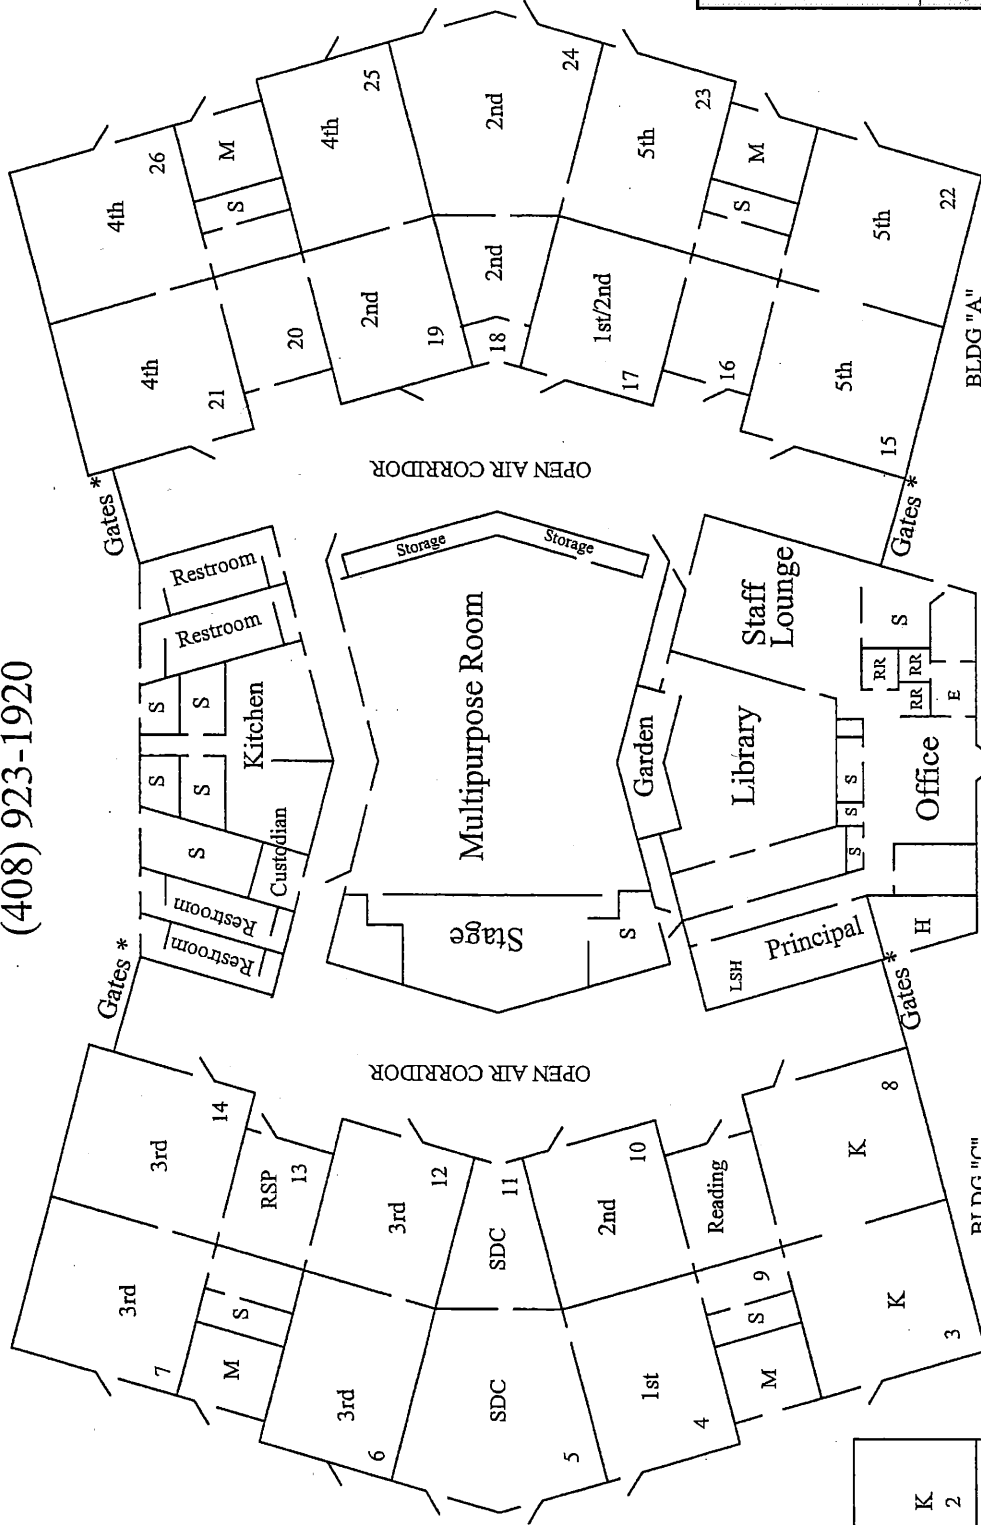 (408) 923-1920
K
2
7
3rd
3rd
14
M
S
RSP
13
6
3rd
3rd
12
SDC
5
SDC
11
1st
4
2nd
10
M
S
9
Reading
K
3
K
8
BLDG "C"
OPEN AIR CORRIDOR
Gates *
Gates *
Restroom
Restroom
S
Custodian
S
S
S
S
Kitchen
Restroom
Restroom
Stage
S
Multipurpose Room
Storage
Storage
Garden
LSH
Principal
H
Library
S
S
S
Office
Staff
Lounge
RR
RR
RR
S
E
Gates *
Gates *
OPEN AIR CORRIDOR
4th
21
4th
26
20
S
M
2nd
19
4th
25
18
2nd
2nd
24
1st/2nd
17
5th
23
16
S
M
5th
15
5th
22
BLDG "A"